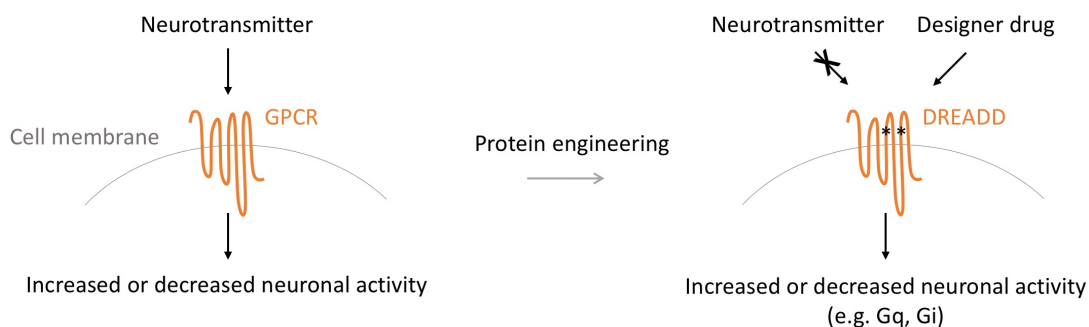 Neurotransmitter
GPCR
Cell membrane
Increased or decreased neuronal activity
Protein engineering
Neurotransmitter
Designer drug
DREADD
* *
Increased or decreased neuronal activity
(e.g. Gq, Gi)